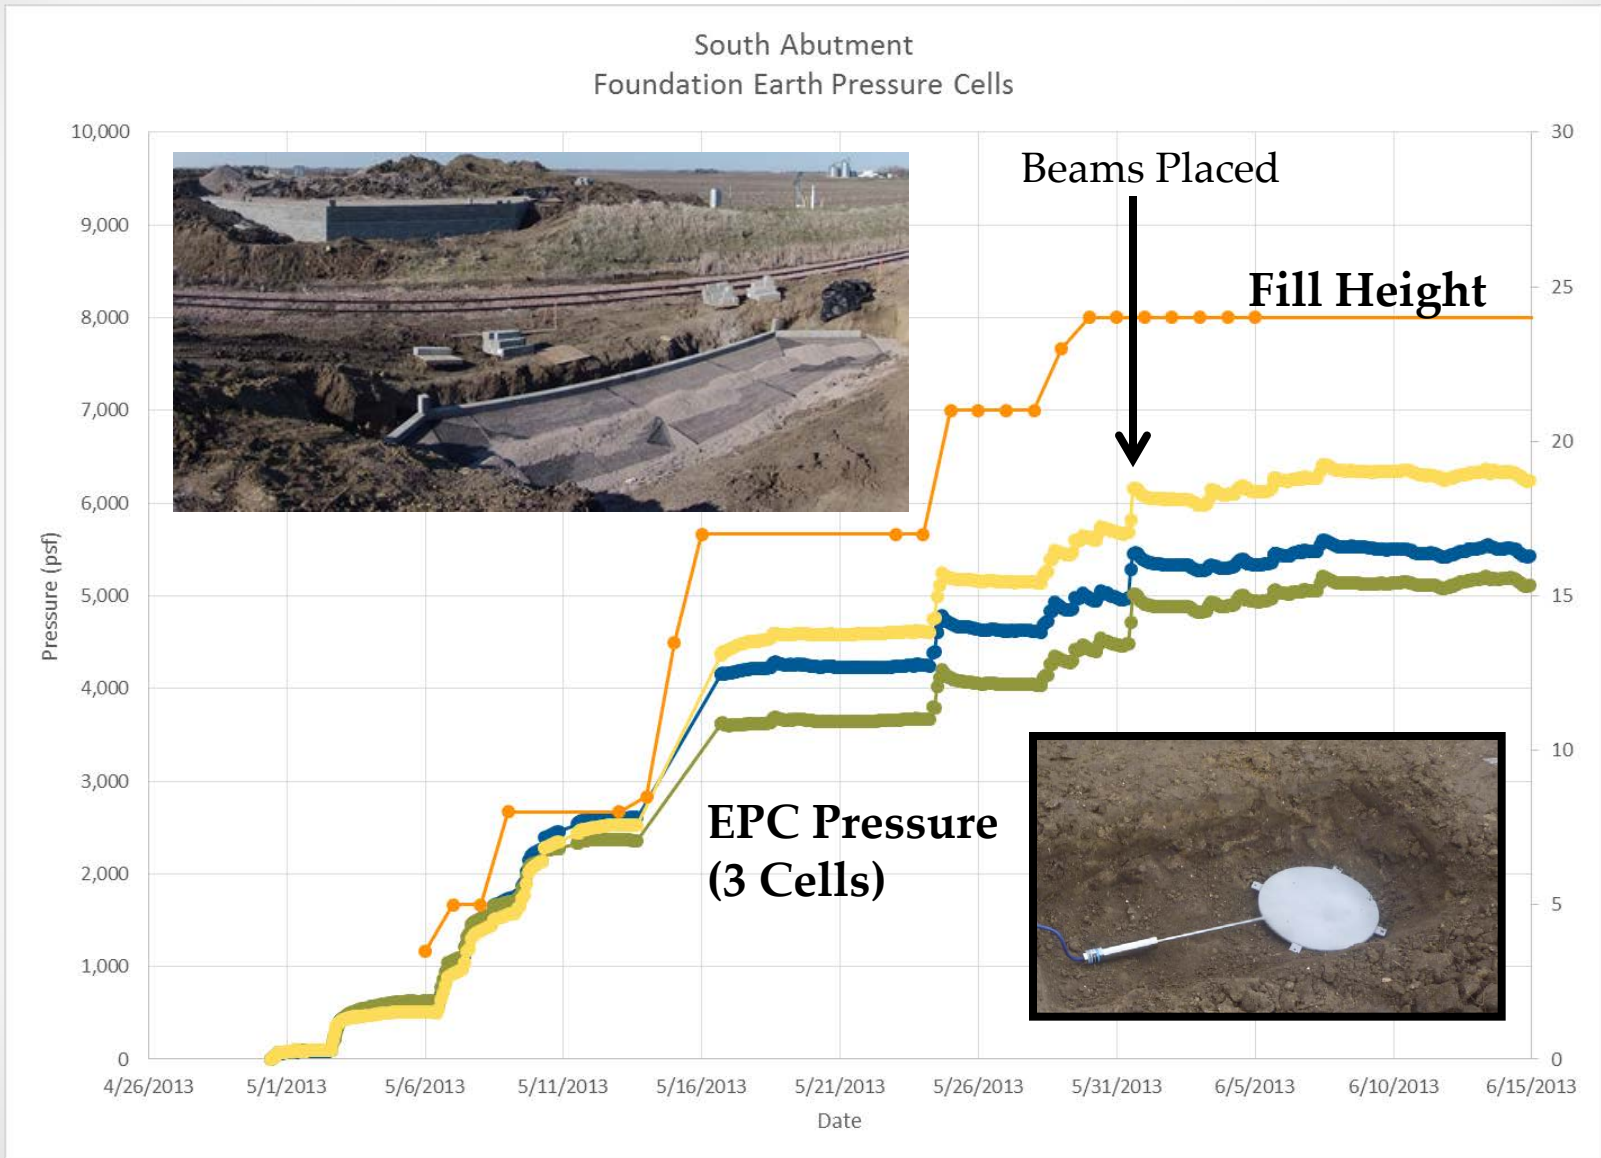 South Abutment
Foundation Earth Pressure Cells
10,000
9,000
8,000
7,000
6,000
5,000
4,000
3,000
2,000
1,000
0
Pressure (psf)
30
25
20
15
10
5
0
Beams Placed
Fill Height
EPC Pressure
(3 Cells)
4/26/2013 5/1/2013 5/6/2013 5/11/2013 5/16/2013 5/21/2013 5/26/2013 5/31/2013 6/5/2013 6/10/2013 6/15/2013
Date